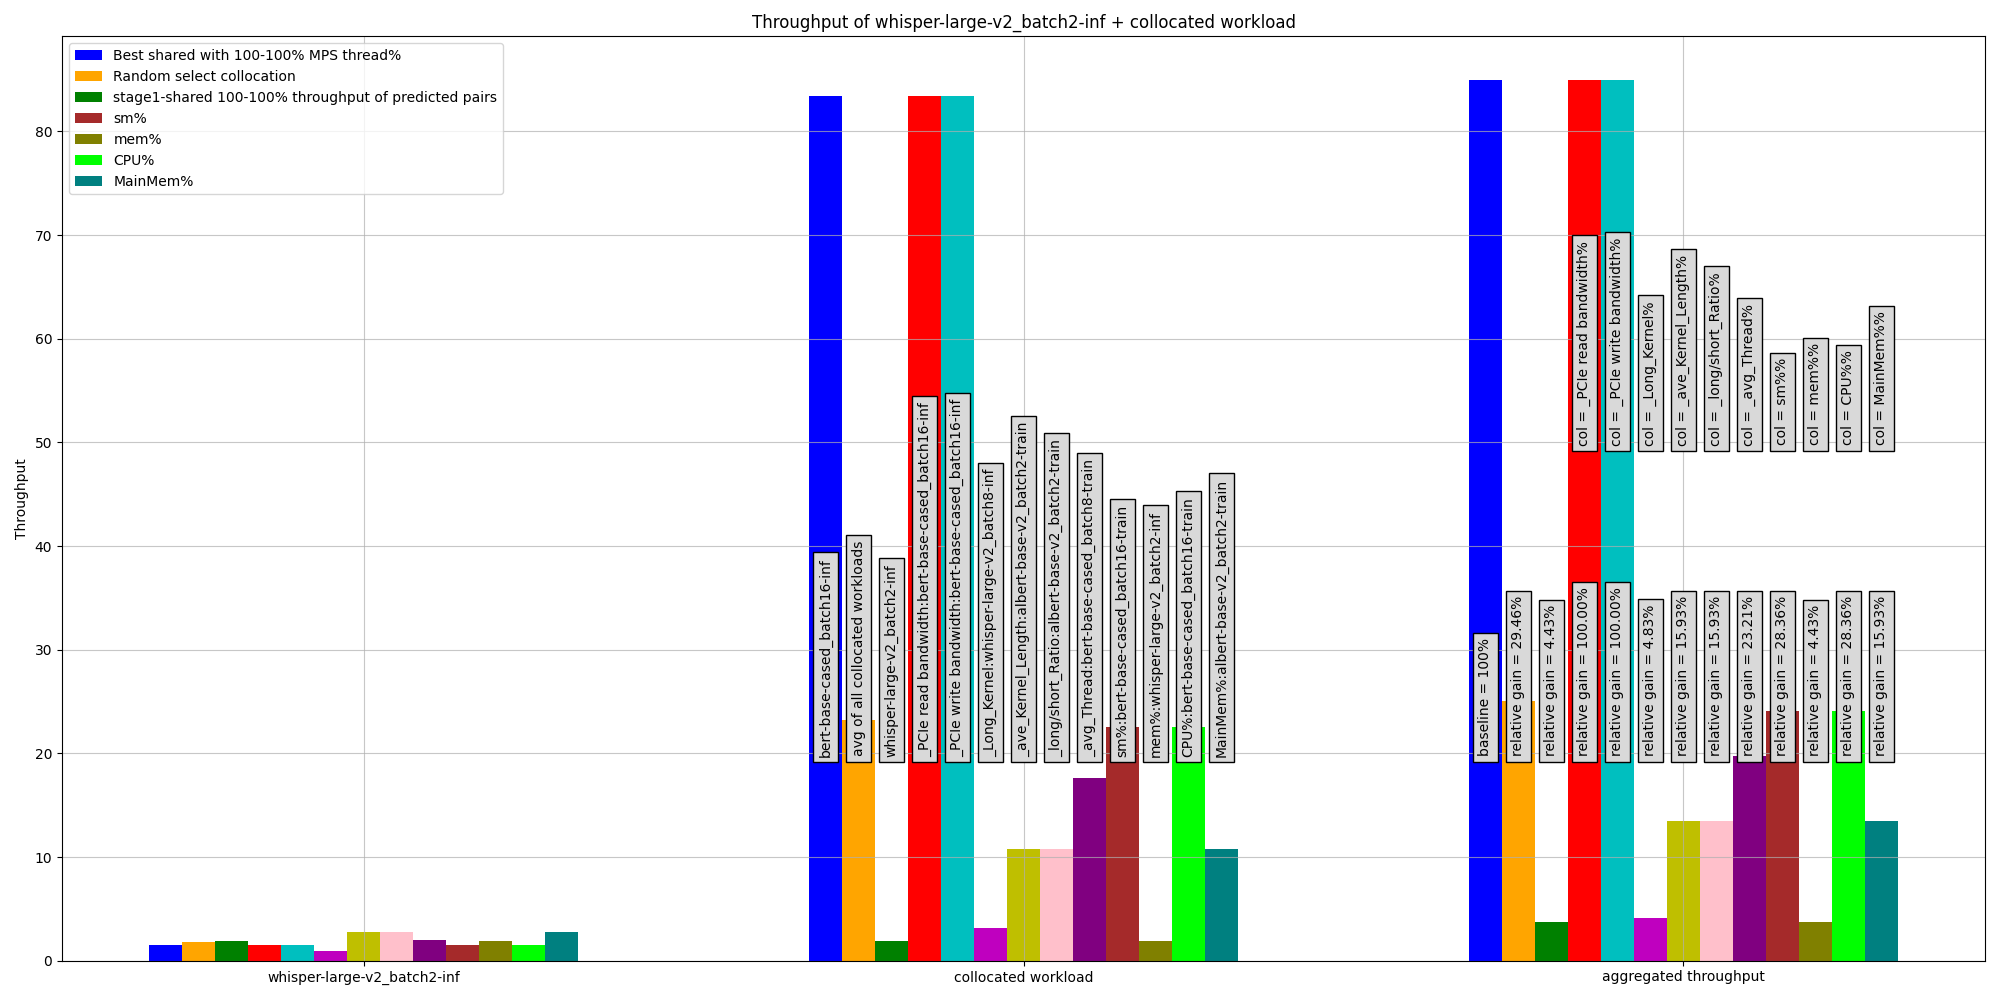 Throughput of whisper-large-v2_batch2-inf + collocated workload
Best shared with 100-100% MPS thread%
Random select collocation
stage1-shared 100-100% throughput of predicted pairs
sm%
mem%
CPU%
MainMem%
Throughput
80
70
60
50
40
30
20
10
0
bert-base-cased_batch16-inf
avg of all collocated workloads
whisper-large-v2_batch2-inf
_PCIe read bandwidth:bert-base-cased_batch16-inf
_PCIe write bandwidth:bert-base-cased_batch16-inf
_Long_Kernel:whisper-large-v2_batch8-inf
_ave_Kernel_Length:albert-base-v2_batch2-train
_long/short_Ratio:albert-base-v2_batch2-train
_avg_Thread:bert-base-cased_batch8-train
sm%:bert-base-cased_batch16-train
mem%:whisper-large-v2_batch2-inf
CPU%:bert-base-cased_batch16-train
MainMem%:albert-base-v2_batch2-train
col = _PCIe read bandwidth%
col = _PCIe write bandwidth%
col = _Long_Kernel%
col = _ave_Kernel_Length%
col = _long/short_Ratio%
col = _avg_Thread%
col = sm%%
col = mem%%
col = CPU%%
col = MainMem%%
baseline = 100%
relative gain = 29.46%
relative gain = 4.43%
relative gain = 100.00%
relative gain = 100.00%
relative gain = 4.83%
relative gain = 15.93%
relative gain = 15.93%
relative gain = 23.21%
relative gain = 28.36%
relative gain = 4.43%
relative gain = 28.36%
relative gain = 15.93%
whisper-large-v2_batch2-inf
collocated workload
aggregated throughput